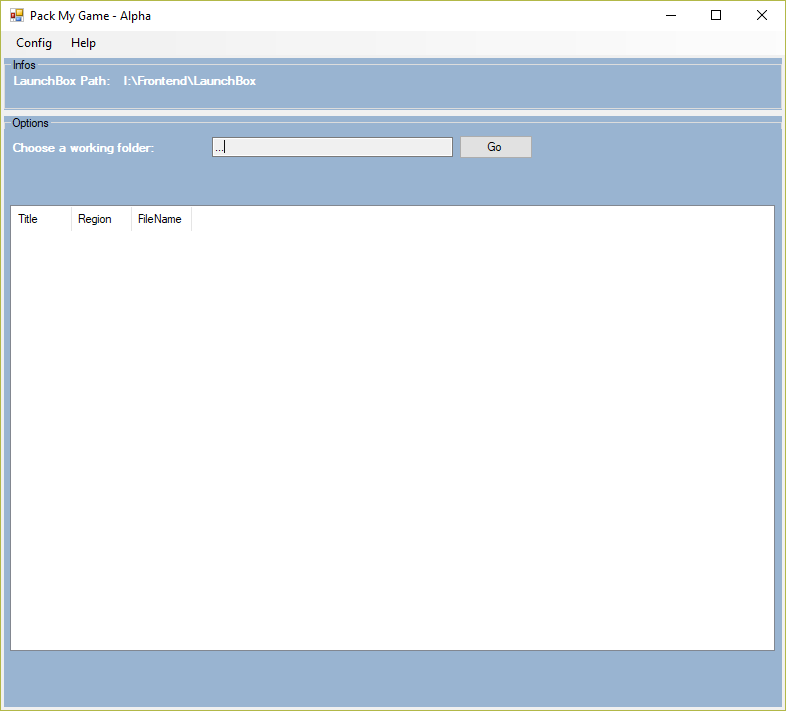 Pack My Game - Alpha
Config Help
Infos
LaunchBox Path: I:\Frontend\LaunchBox
Options
Choose a working folder: ... Go
Title Region FileName